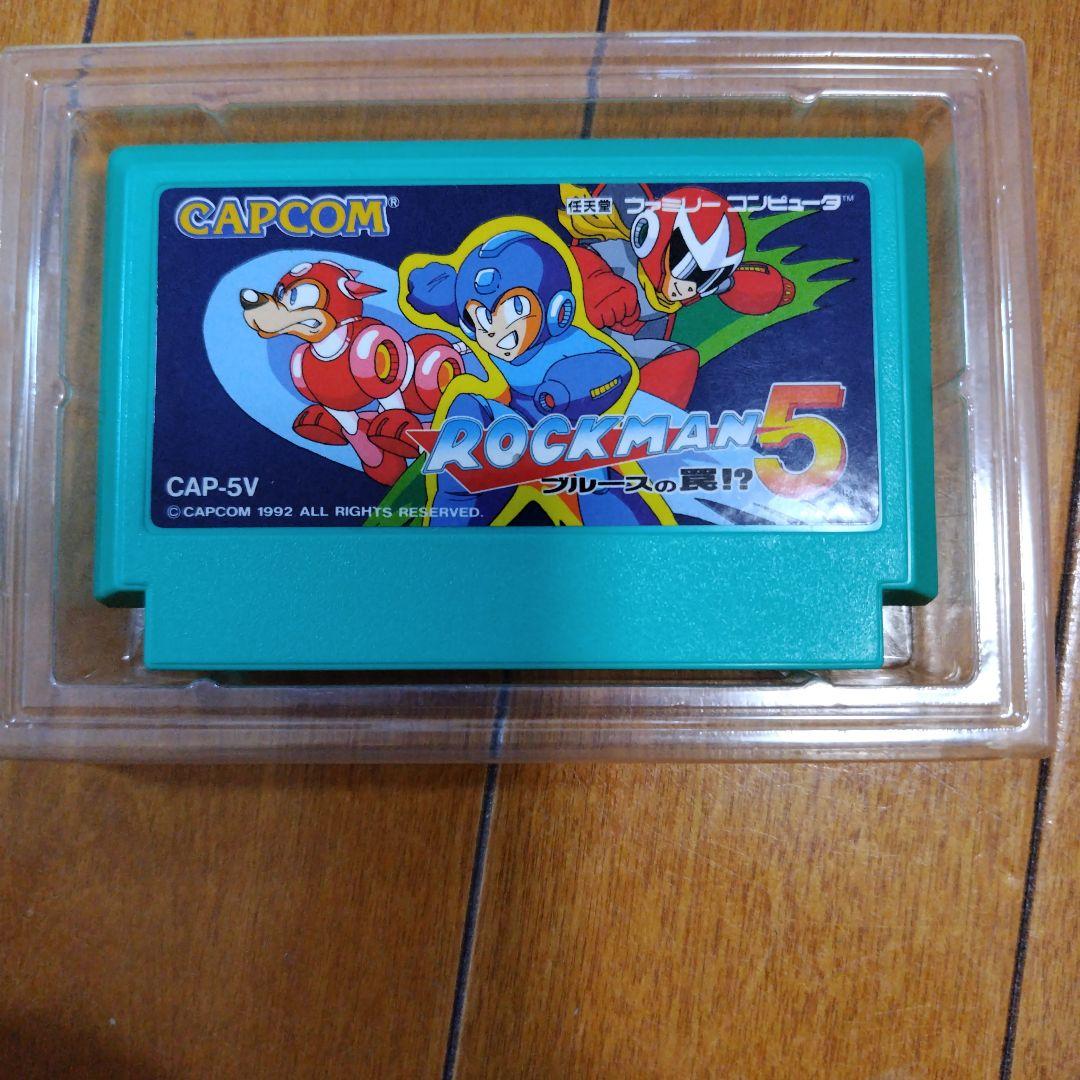 CAPCOM®
任天堂 ファミリーコンピュータ™
ROCKMAN 5
ブルースの罠!?
CAP-5V
©CAPCOM 1992 ALL RIGHTS RESERVED.